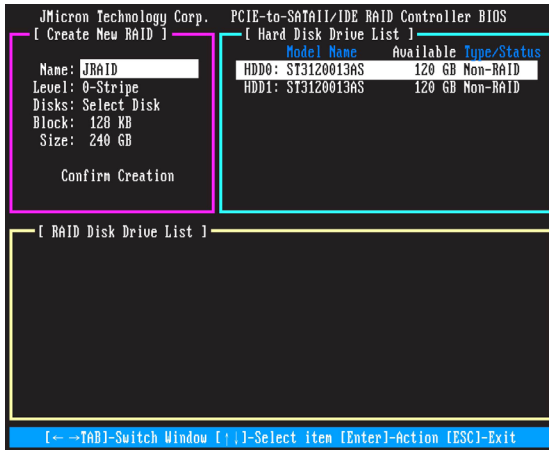 JMicron Technology Corp. PCIE-to-SATAII/IDE RAID Controller BIOS
[ Create New RAID ]
Name: JRAID
Level: 0-Stripe
Disks: Select Disk
Block: 128 KB
Size: 240 GB
Confirm Creation
[ Hard Disk Drive List ]
Model Name Available Type/Status
HDD0: ST3120013AS 120 GB Non-RAID
HDD1: ST3120013AS 120 GB Non-RAID
[ RAID Disk Drive List ]
[← →TAB]-Switch Window [↑↓]-Select item [Enter]-Action [ESC]-Exit